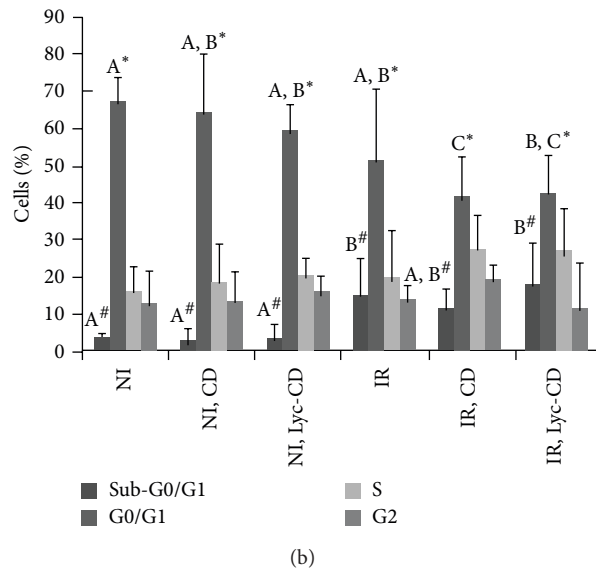 90
80
70
60
50
40
30
20
10
0
Cells (%)
A*
A, B*
A, B*
A, B*
C*
B, C*
A#
A#
A#
B#
A, B#
B#
NI
NI, CD
NI, Lyc-CD
IR
IR, CD
IR, Lyc-CD
Sub-G0/G1
G0/G1
S
G2
(b)